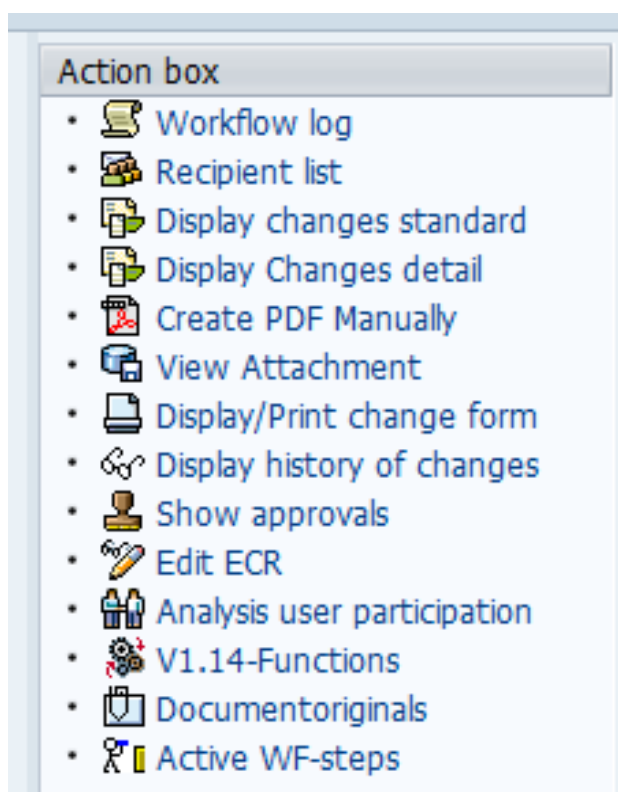 Action box
Workflow log
Recipient list
Display changes standard
Display Changes detail
Create PDF Manually
View Attachment
Display/Print change form
Display history of changes
Show approvals
Edit ECR
Analysis user participation
V1.14-Functions
Documentoriginals
Active WF-steps